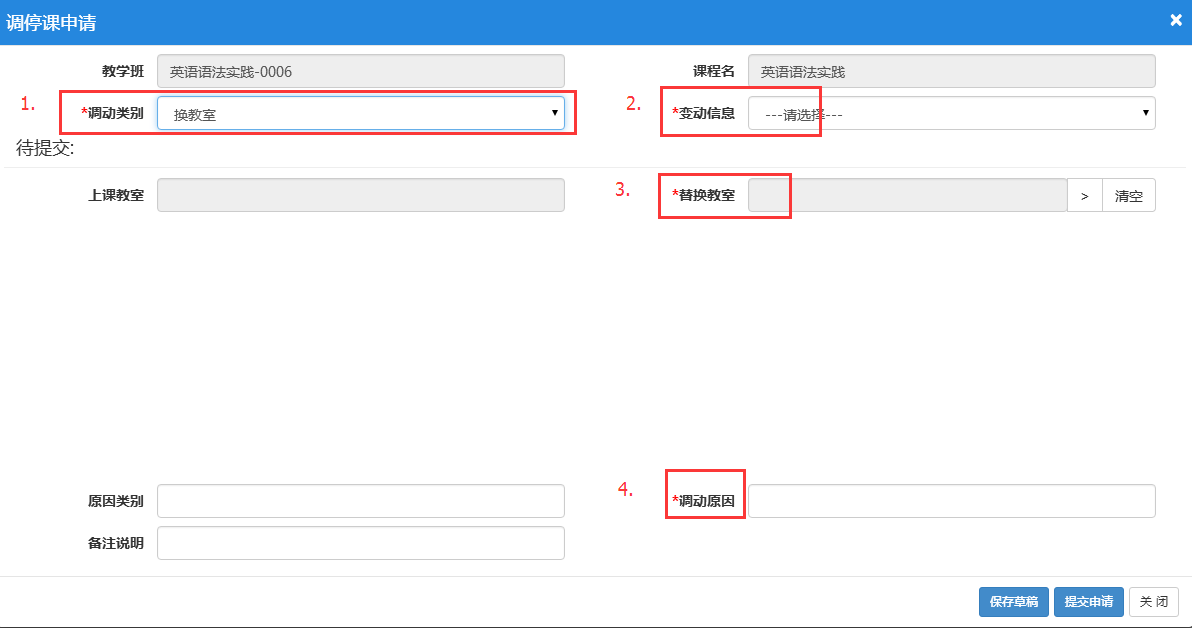 调停课申请 ×
教学班 英语语法实践-0006 课程名 英语语法实践
1. *调动类别 换教室 2. *变动信息 ---请选择---
待提交:
上课教室 3. *替换教室 > 清空
原因类别 4. *调动原因
备注说明
保存草稿 提交申请 关 闭